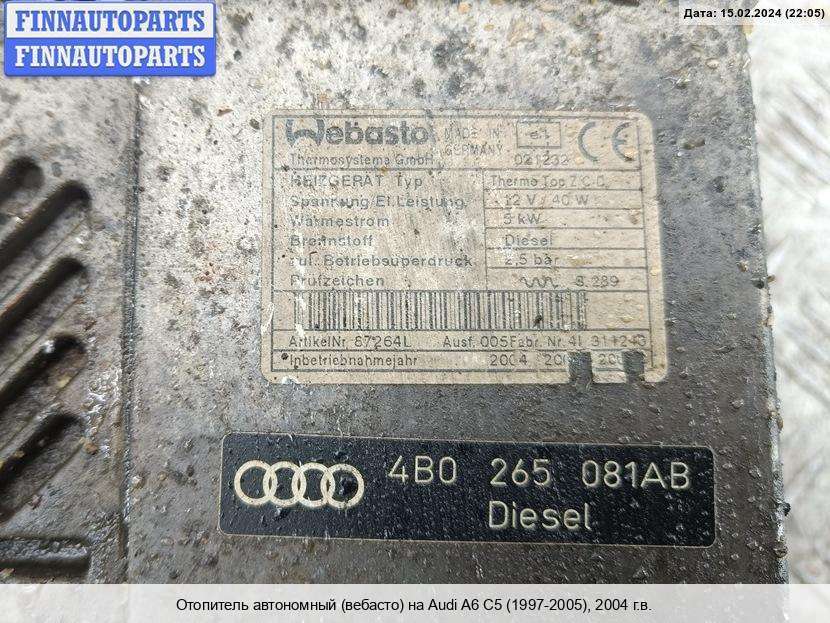 FINNAUTOPARTS
FINNAUTOPARTS
Дата: 15.02.2024 (22:05)
Webasto
MADE IN GERMANY
e1
CE
Thermosysteme GmbH
021232
HEIZGERÄT Typ Thermo Top Z/C-D
Spannung/El.Leistung 12 V / 40 W
Wärmestrom 5 kW
Brennstoff Diesel
zul. Betriebsüberdruck 2,5 bar
Prüfzeichen S 289
ArtikelNr. 67264L Ausf. 005 Fabr. Nr.
Inbetriebnahmejahr 2004
4B0 265 081AB
Diesel
Отопитель автономный (вебасто) на Audi A6 C5 (1997-2005), 2004 г.в.